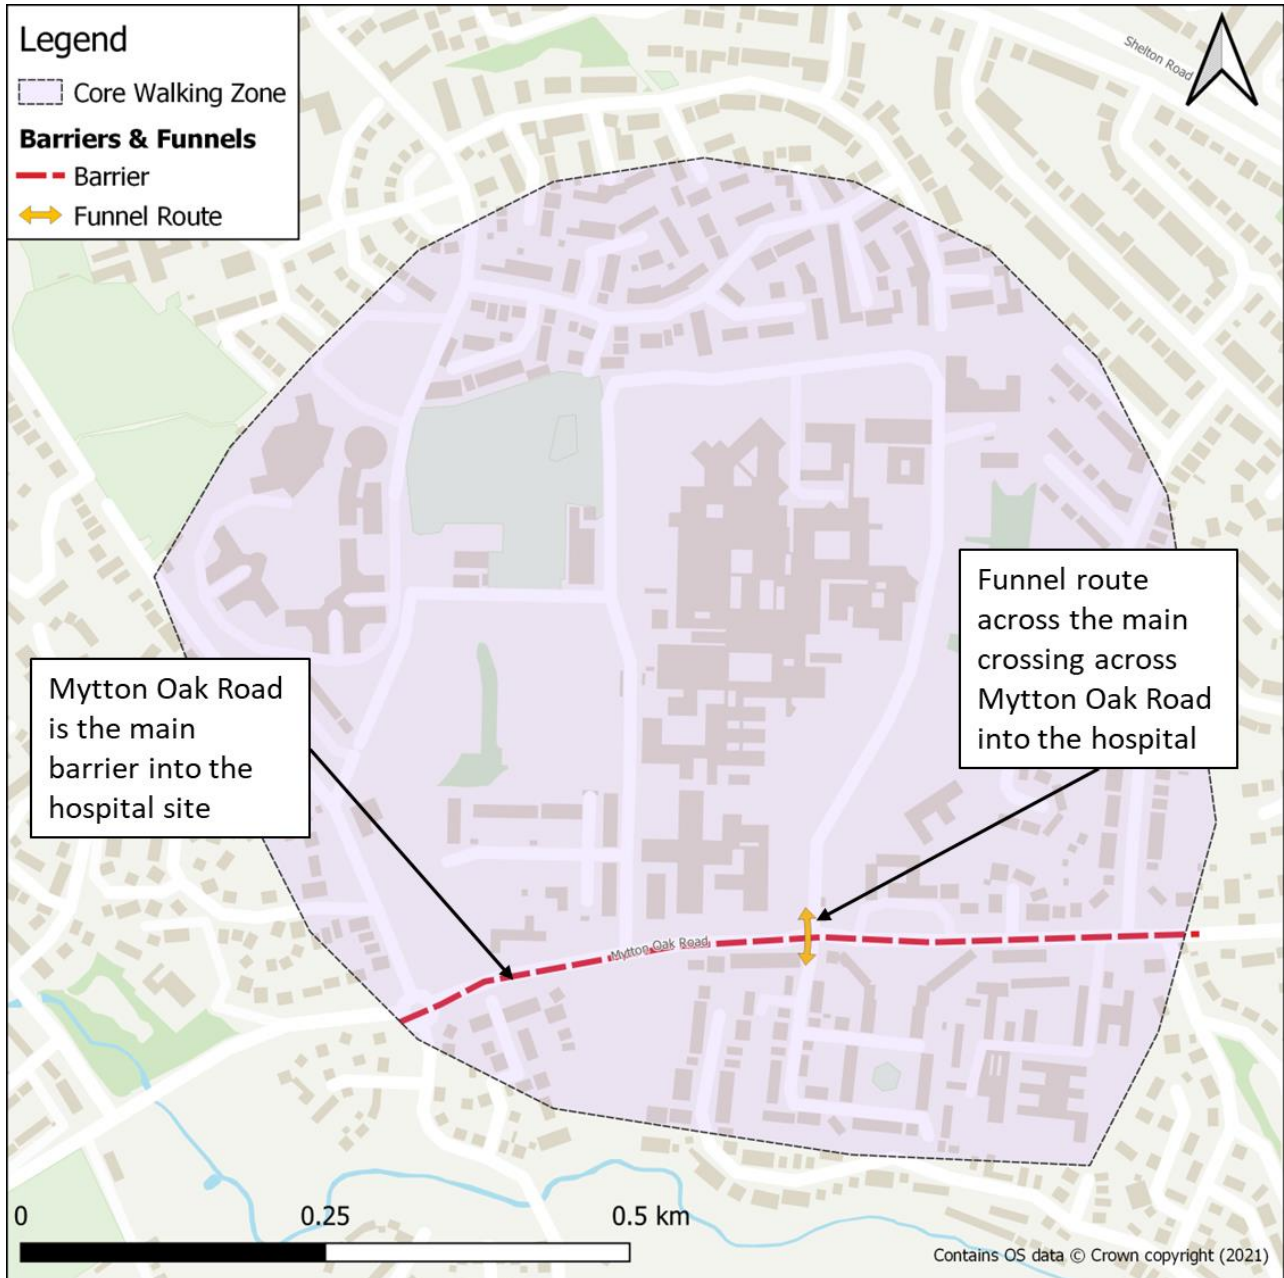 Legend
Core Walking Zone
Barriers & Funnels
Barrier
Funnel Route
Shelton Road
Funnel route
across the main
crossing across
Mytton Oak Road
into the hospital
Mytton Oak Road
is the main
barrier into the
hospital site
Mytton Oak Road
0 0.25 0.5 km
Contains OS data © Crown copyright (2021)